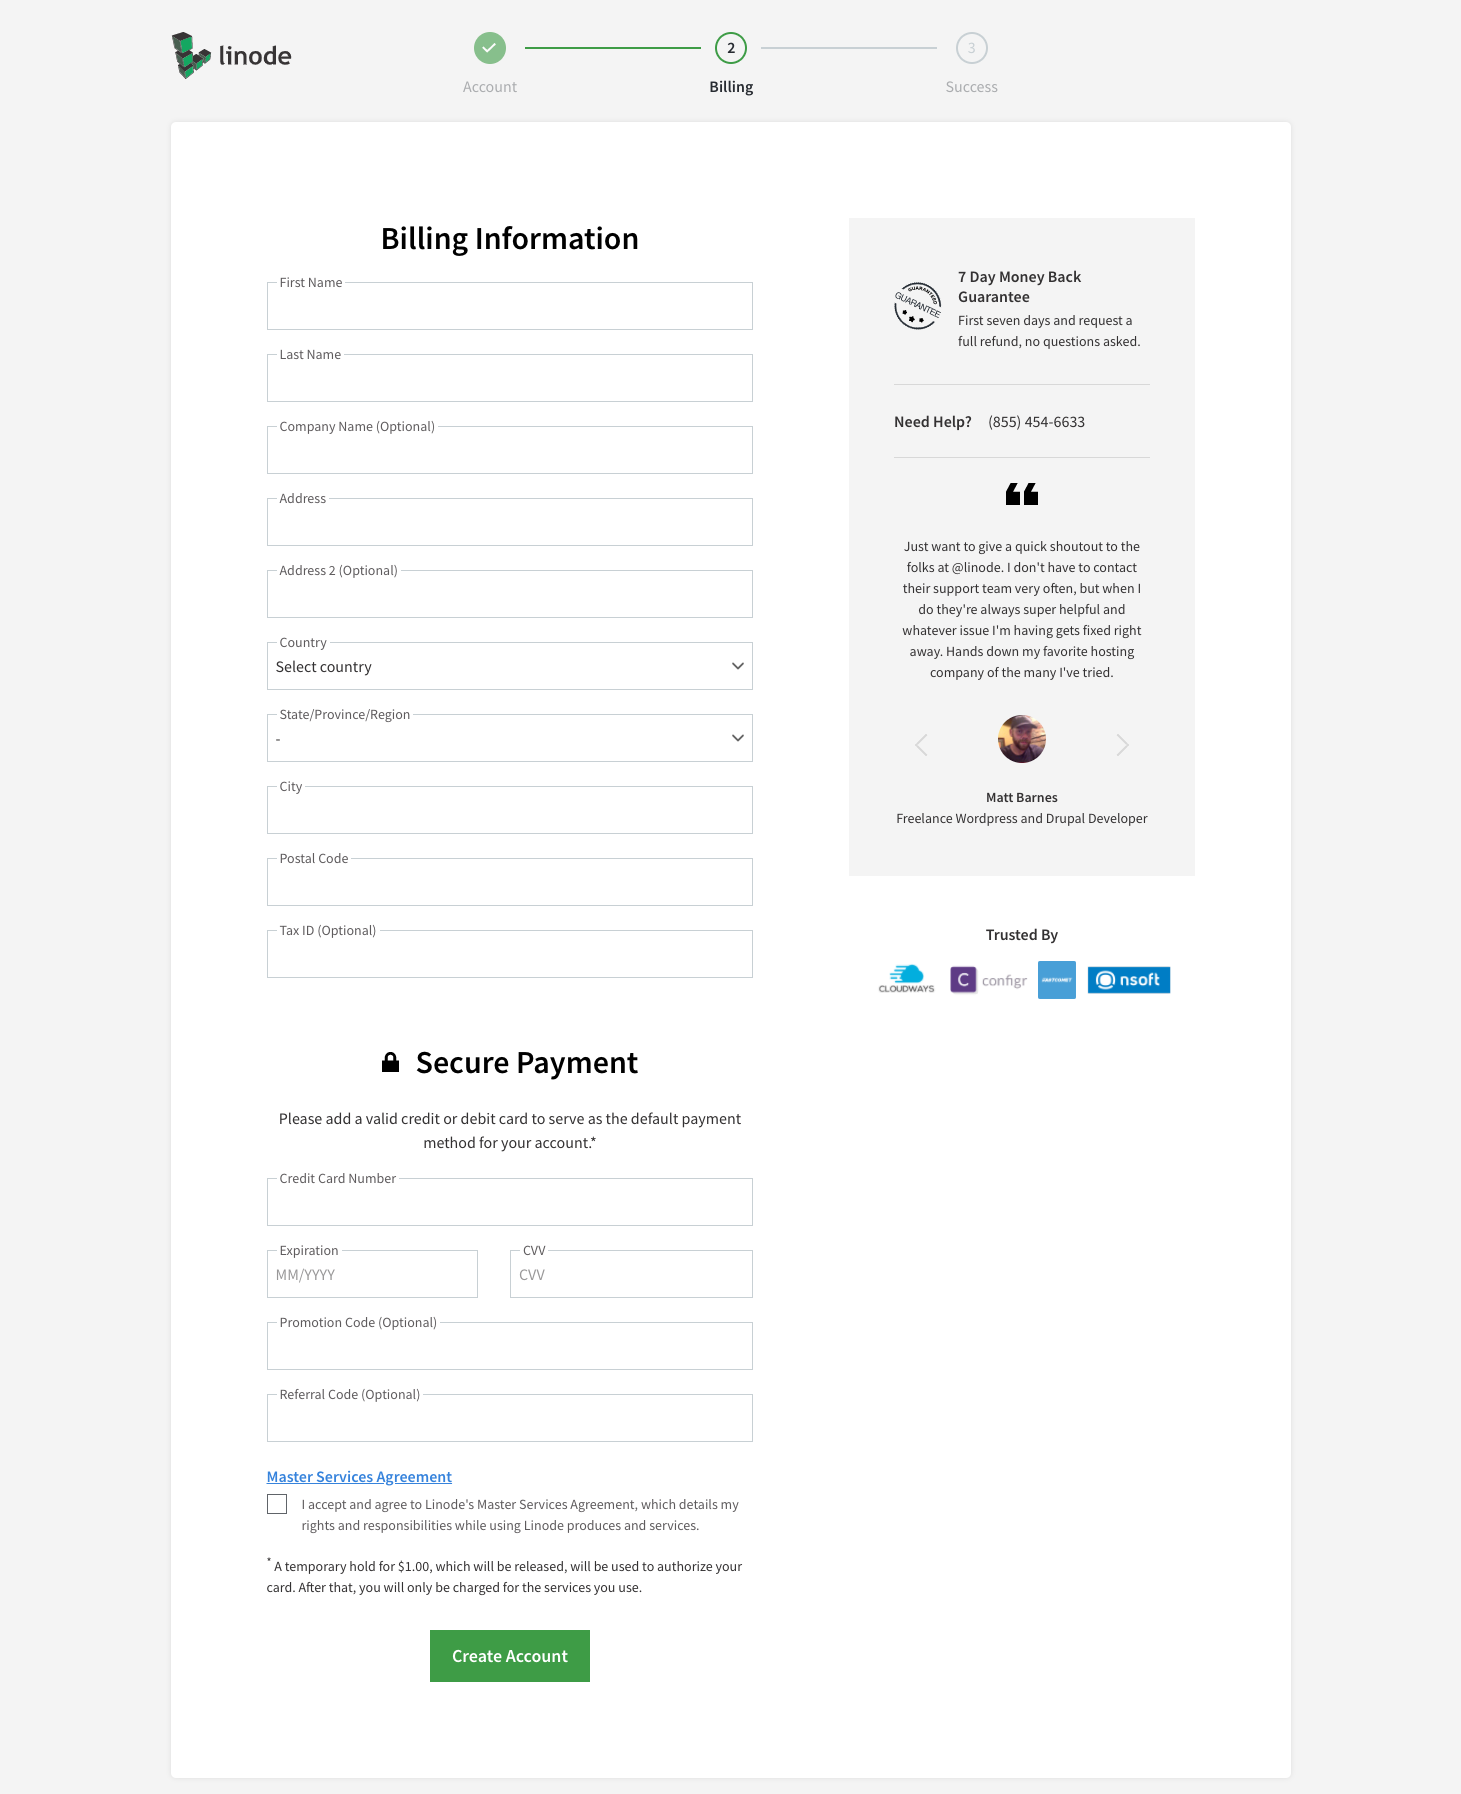 linode
2
3
Account
Billing
Success
Billing Information
First Name
Last Name
Company Name (Optional)
Address
Address 2 (Optional)
Country
Select country
State/Province/Region
-
City
Postal Code
Tax ID (Optional)
Secure Payment
Please add a valid credit or debit card to serve as the default payment
method for your account.*
Credit Card Number
Expiration
MM/YYYY
CVV
CVV
Promotion Code (Optional)
Referral Code (Optional)
Master Services Agreement
I accept and agree to Linode's Master Services Agreement, which details my
rights and responsibilities while using Linode produces and services.
* A temporary hold for $1.00, which will be released, will be used to authorize your
card. After that, you will only be charged for the services you use.
Create Account
GUARANTEED
GUARANTEE
7 Day Money Back
Guarantee
First seven days and request a
full refund, no questions asked.
Need Help? (855) 454-6633
❝
Just want to give a quick shoutout to the
folks at @linode. I don't have to contact
their support team very often, but when I
do they're always super helpful and
whatever issue I'm having gets fixed right
away. Hands down my favorite hosting
company of the many I've tried.
Matt Barnes
Freelance Wordpress and Drupal Developer
Trusted By
CLOUDWAYS
C configr
FASTCOMET
nsoft